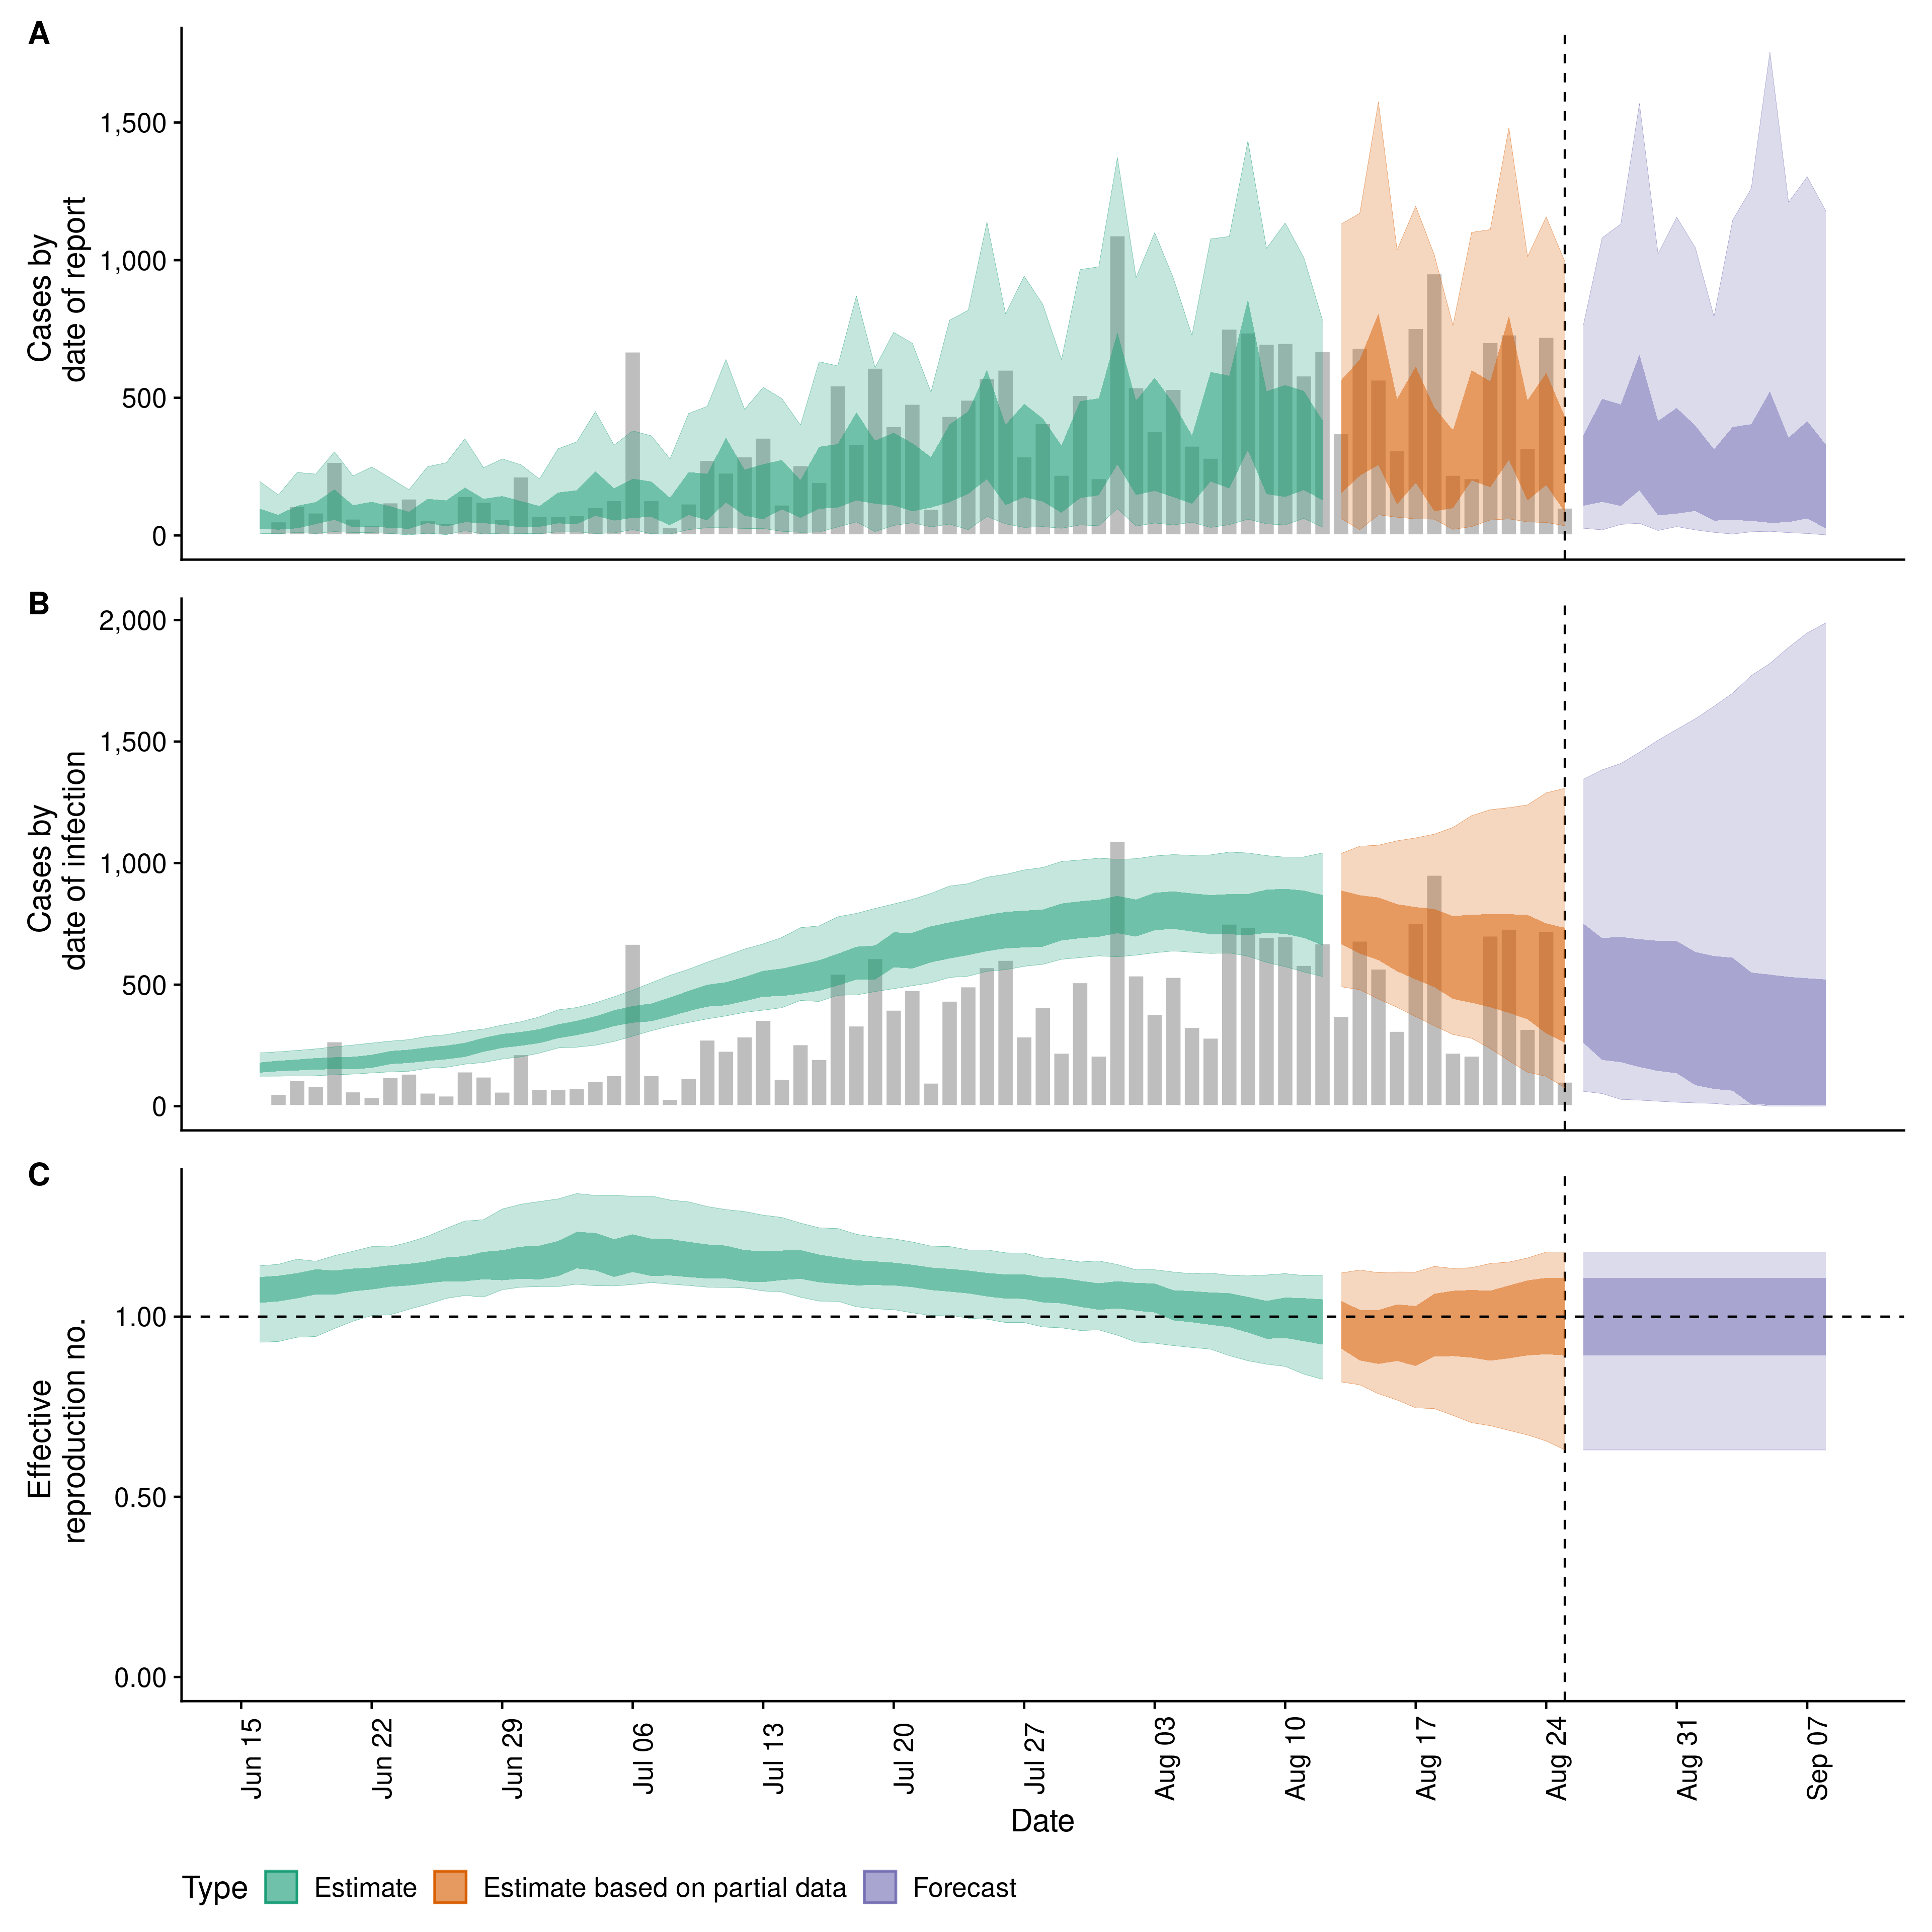 A
Cases by
date of report
1,500
1,000
500
0
B
Cases by
date of infection
2,000
1,500
1,000
500
0
C
Effective
reproduction no.
1.00
0.50
0.00
Jun 15
Jun 22
Jun 29
Jul 06
Jul 13
Jul 20
Jul 27
Aug 03
Aug 10
Aug 17
Aug 24
Aug 31
Sep 07
Date
Type Estimate Estimate based on partial data Forecast